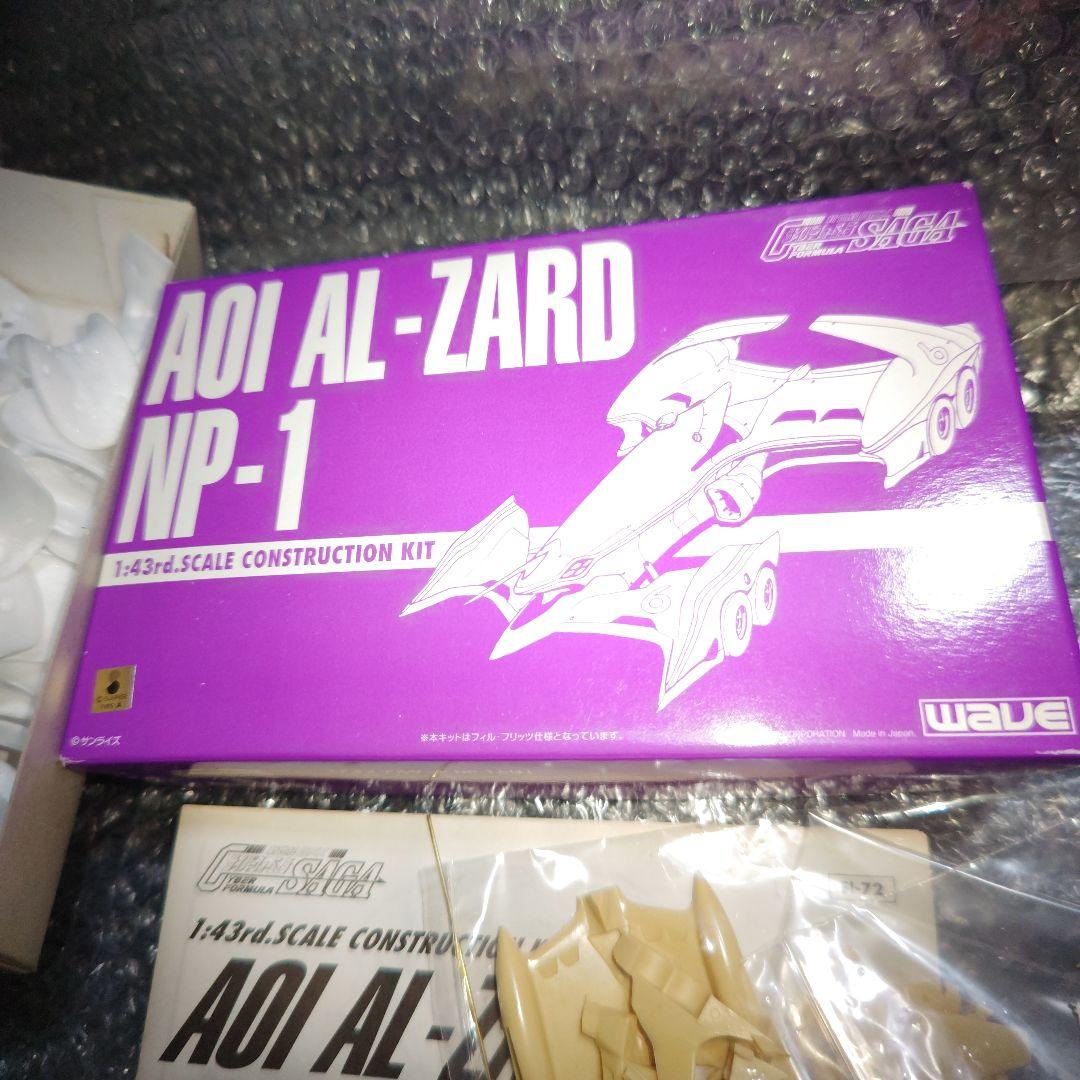 CYBER FORMULA SAGA
AOI AL-ZARD
NP-1
1:43rd.SCALE CONSTRUCTION KIT
©サンライズ
※本キットはフィル・フリッツ仕様となっています。
CORPORATION Made in Japan
WAVE
CYBER FORMULA SAGA
1:43rd.SCALE CONSTRUCTION
AOI AL-Z
-72